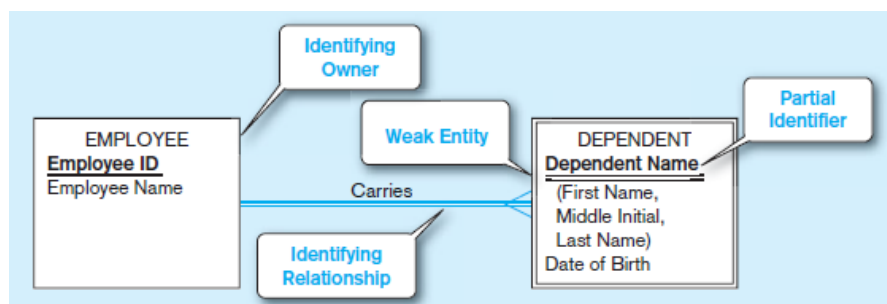 Identifying
Owner
Partial
Identifier
Weak Entity
EMPLOYEE
Employee ID
Employee Name
Carries
DEPENDENT
Dependent Name
(First Name,
Middle Initial,
Last Name)
Date of Birth
Identifying
Relationship